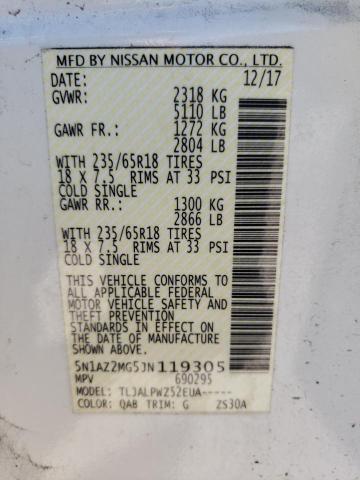 MFD BY NISSAN MOTOR CO., LTD.
DATE: 12/17
GVWR: 2318 KG
5110 LB
GAWR FR.: 1272 KG
2804 LB
WITH 235/65R18 TIRES
18 X 7.5 RIMS AT 33 PSI
COLD SINGLE
GAWR RR.: 1300 KG
2866 LB
WITH 235/65R18 TIRES
18 X 7.5 RIMS AT 33 PSI
COLD SINGLE
THIS VEHICLE CONFORMS TO
ALL APPLICABLE FEDERAL
MOTOR VEHICLE SAFETY AND
THEFT PREVENTION
STANDARDS IN EFFECT ON
THE DATE OF MANUFACTURE
SHOWN ABOVE.
5N1AZ2MG5JN119305
MPV 690295
MODEL: TLJALPWZ52EUA-----
COLOR: QAB TRIM: G ZS30A